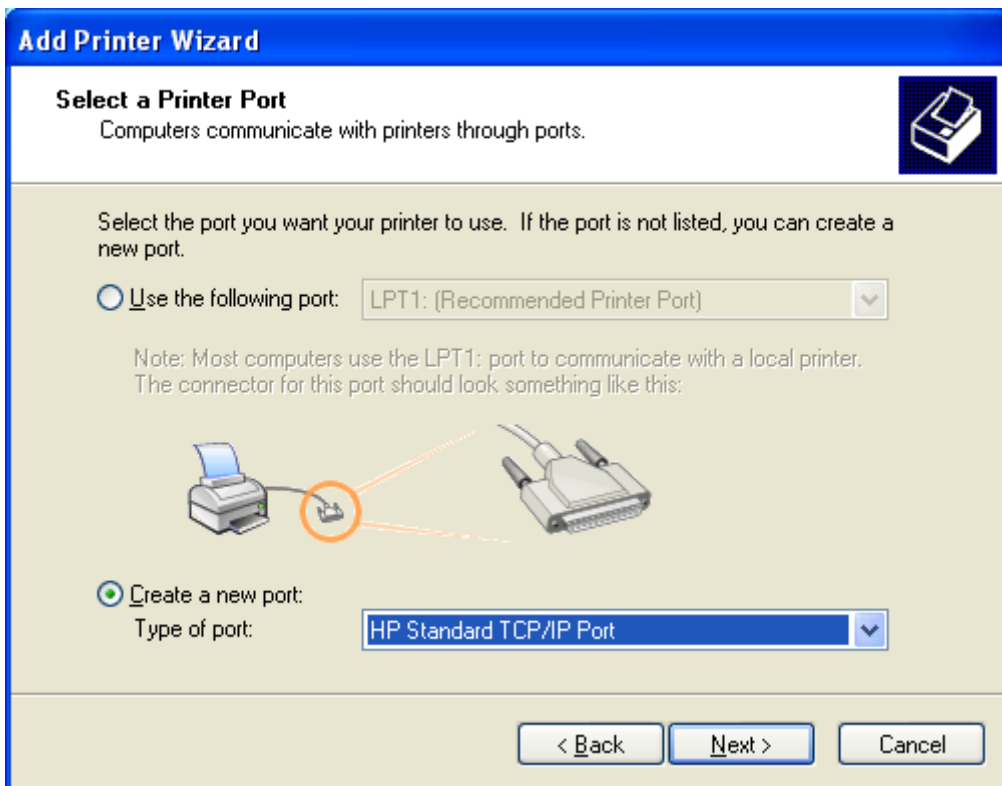 Add Printer Wizard
Select a Printer Port
Computers communicate with printers through ports.
Select the port you want your printer to use.  If the port is not listed, you can create a
new port.
Use the following port: LPT1: (Recommended Printer Port)
Note: Most computers use the LPT1: port to communicate with a local printer.
The connector for this port should look something like this:
Create a new port:
Type of port: HP Standard TCP/IP Port
< Back Next > Cancel